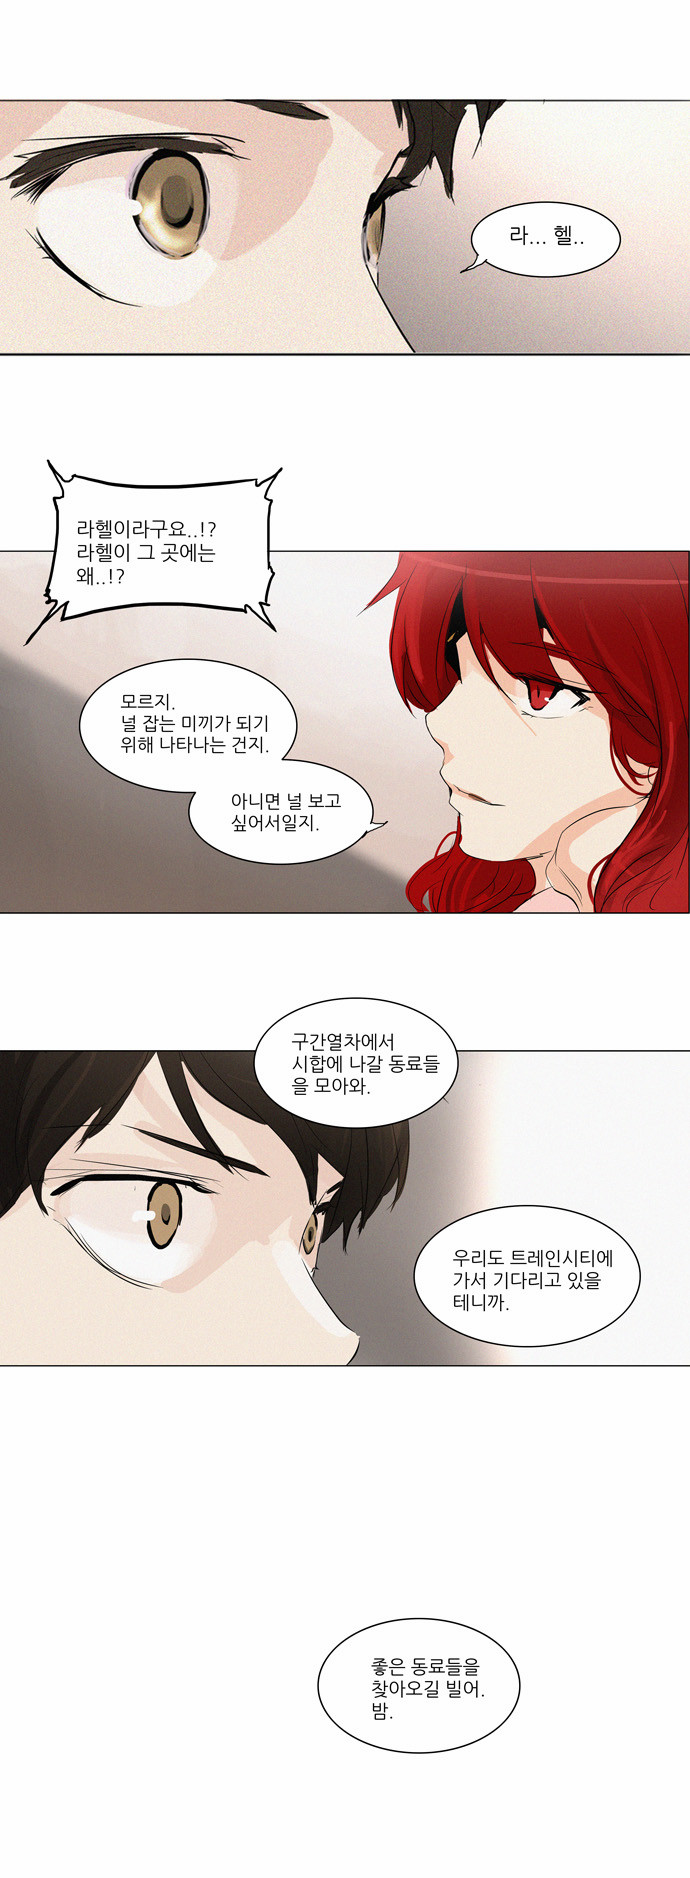 라... 헬..
라헬이라구요..!?
라헬이 그 곳에는
왜..!?
모르지.
널 잡는 미끼가 되기
위해 나타나는 건지.
아니면 널 보고
싶어서일지.
구간열차에서
시합에 나갈 동료들
을 모아와.
우리도 트레인시티에
가서 기다리고 있을
테니까.
좋은 동료들을
찾아오길 빌어.
밤.